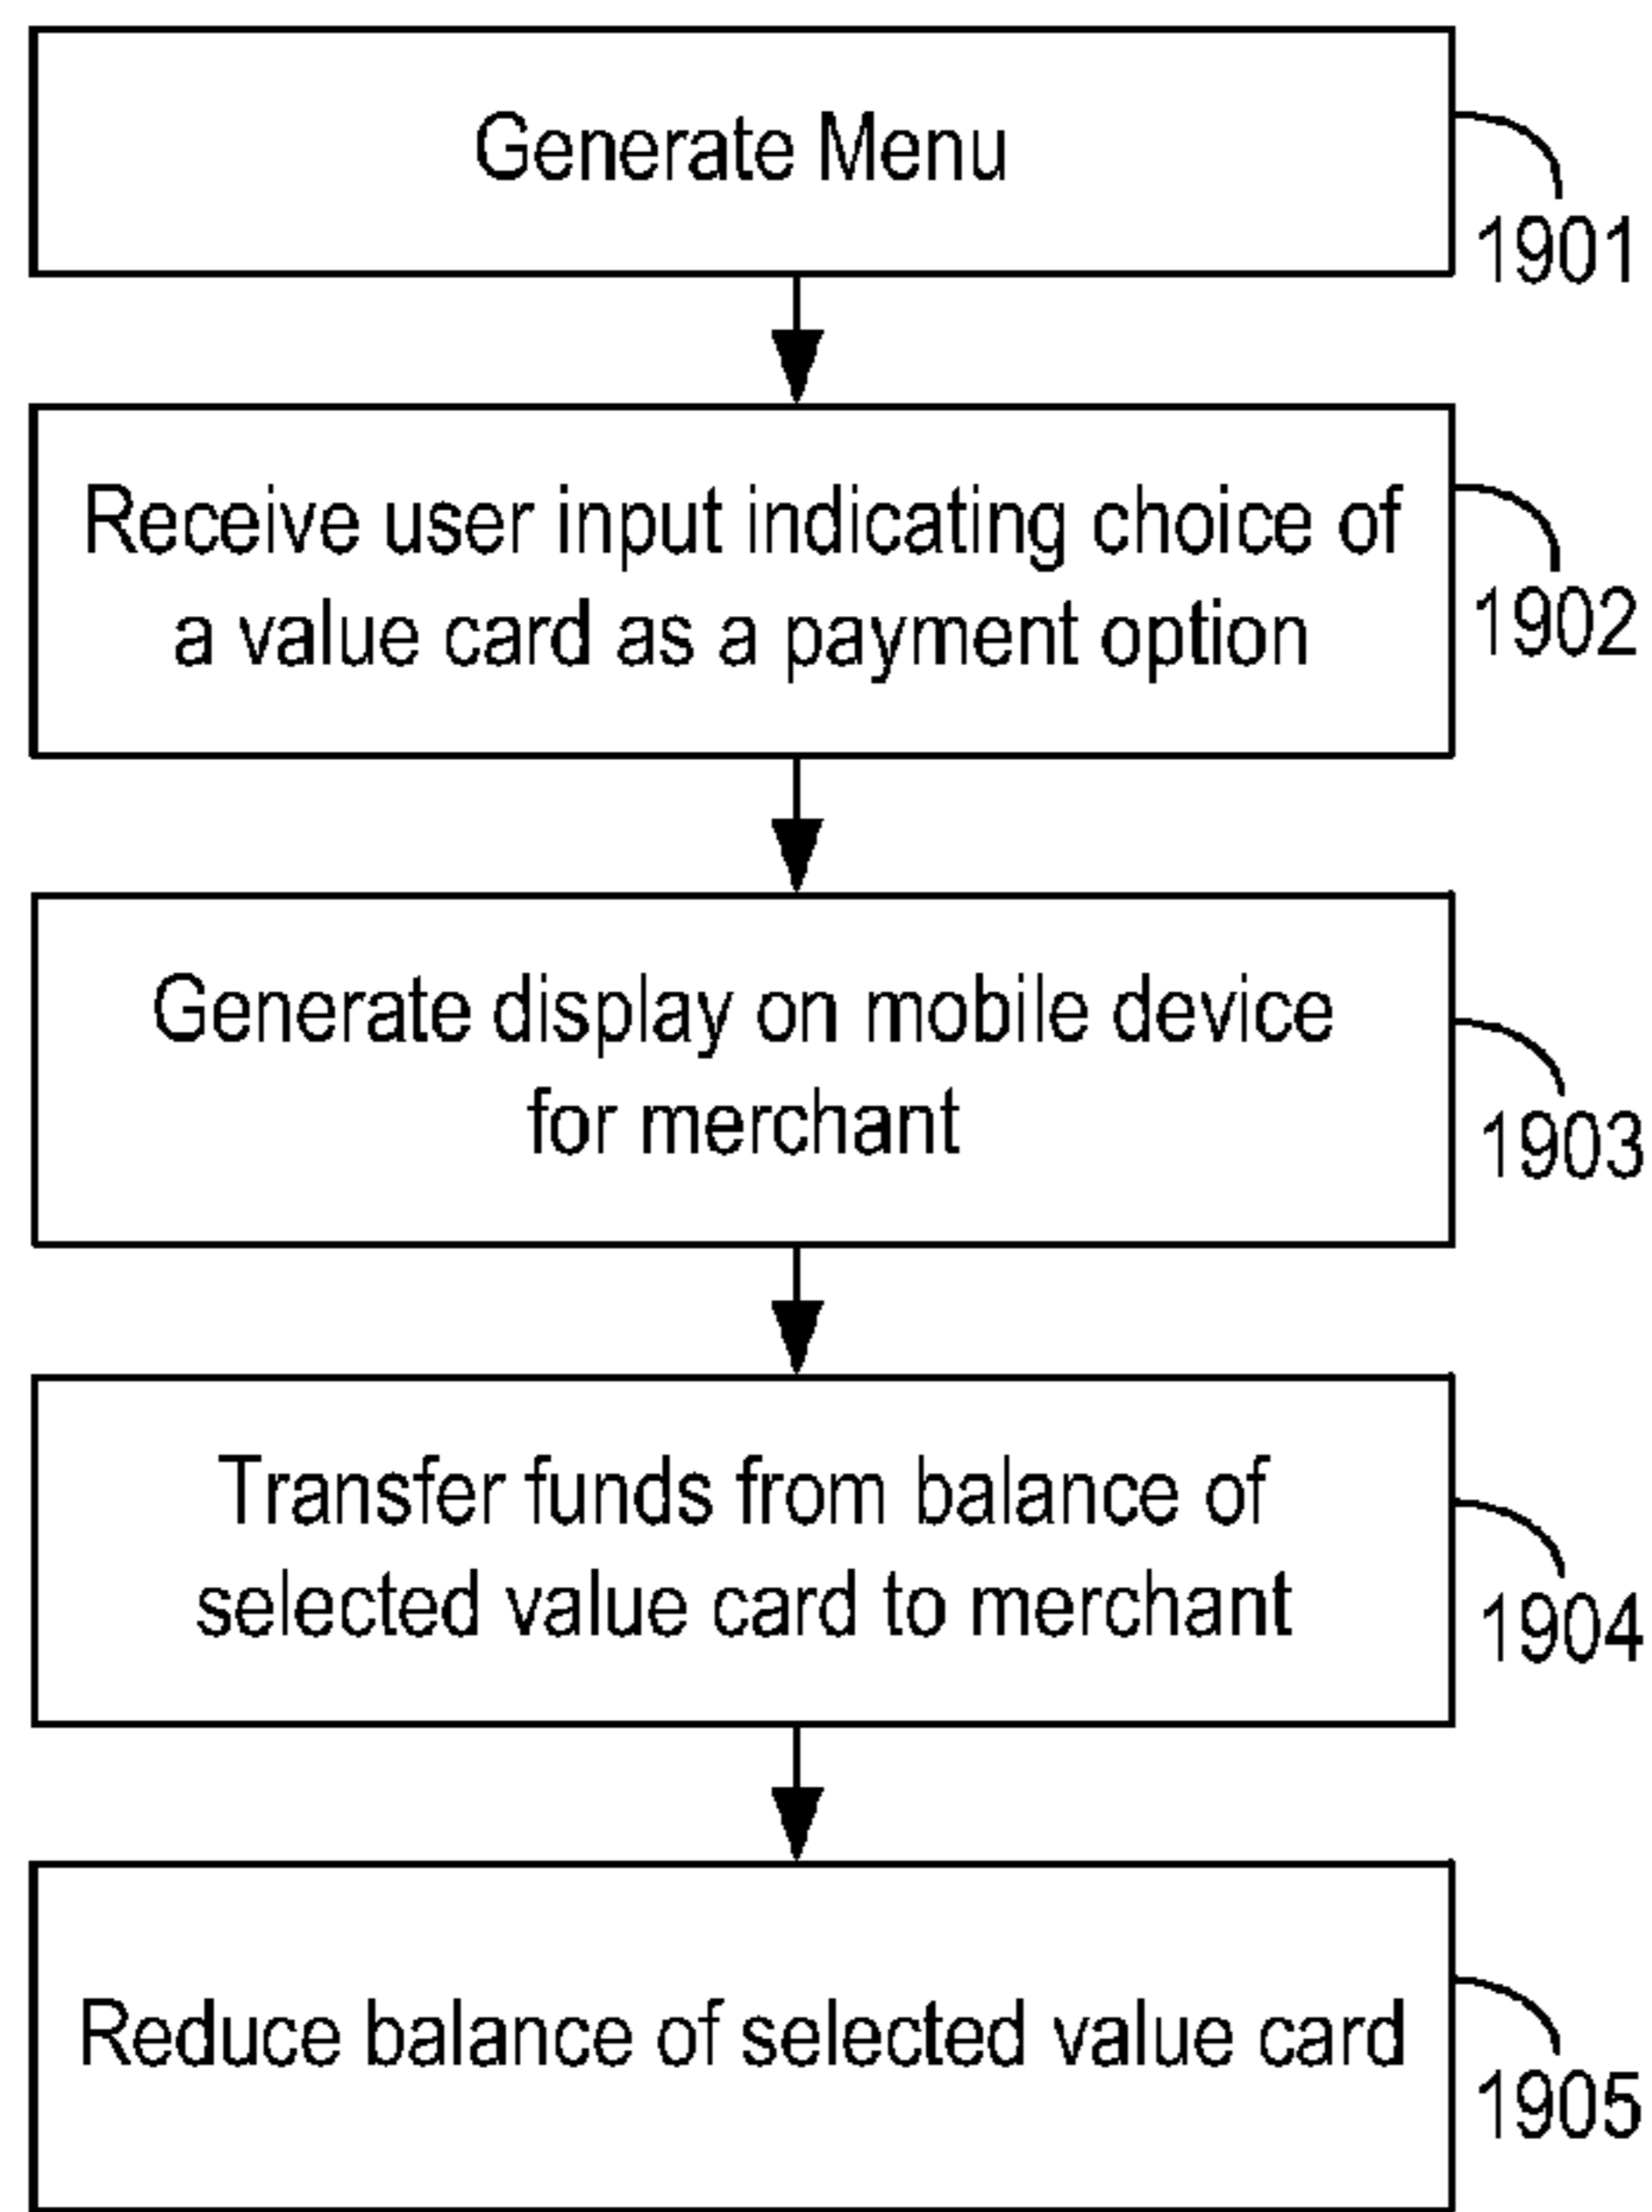 Generate Menu
1901
Receive user input indicating choice of
a value card as a payment option
1902
Generate display on mobile device
for merchant
1903
Transfer funds from balance of
selected value card to merchant
1904
Reduce balance of selected value card
1905